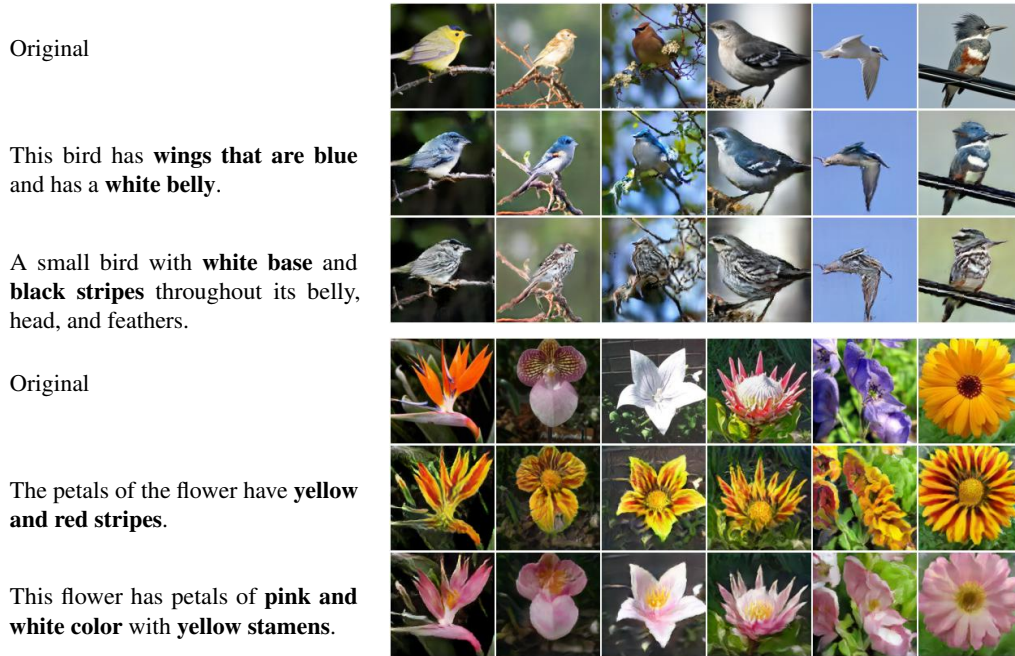 Original
This bird has wings that are blue
and has a white belly.
A small bird with white base and
black stripes throughout its belly,
head, and feathers.
Original
The petals of the flower have yellow
and red stripes.
This flower has petals of pink and
white color with yellow stamens.